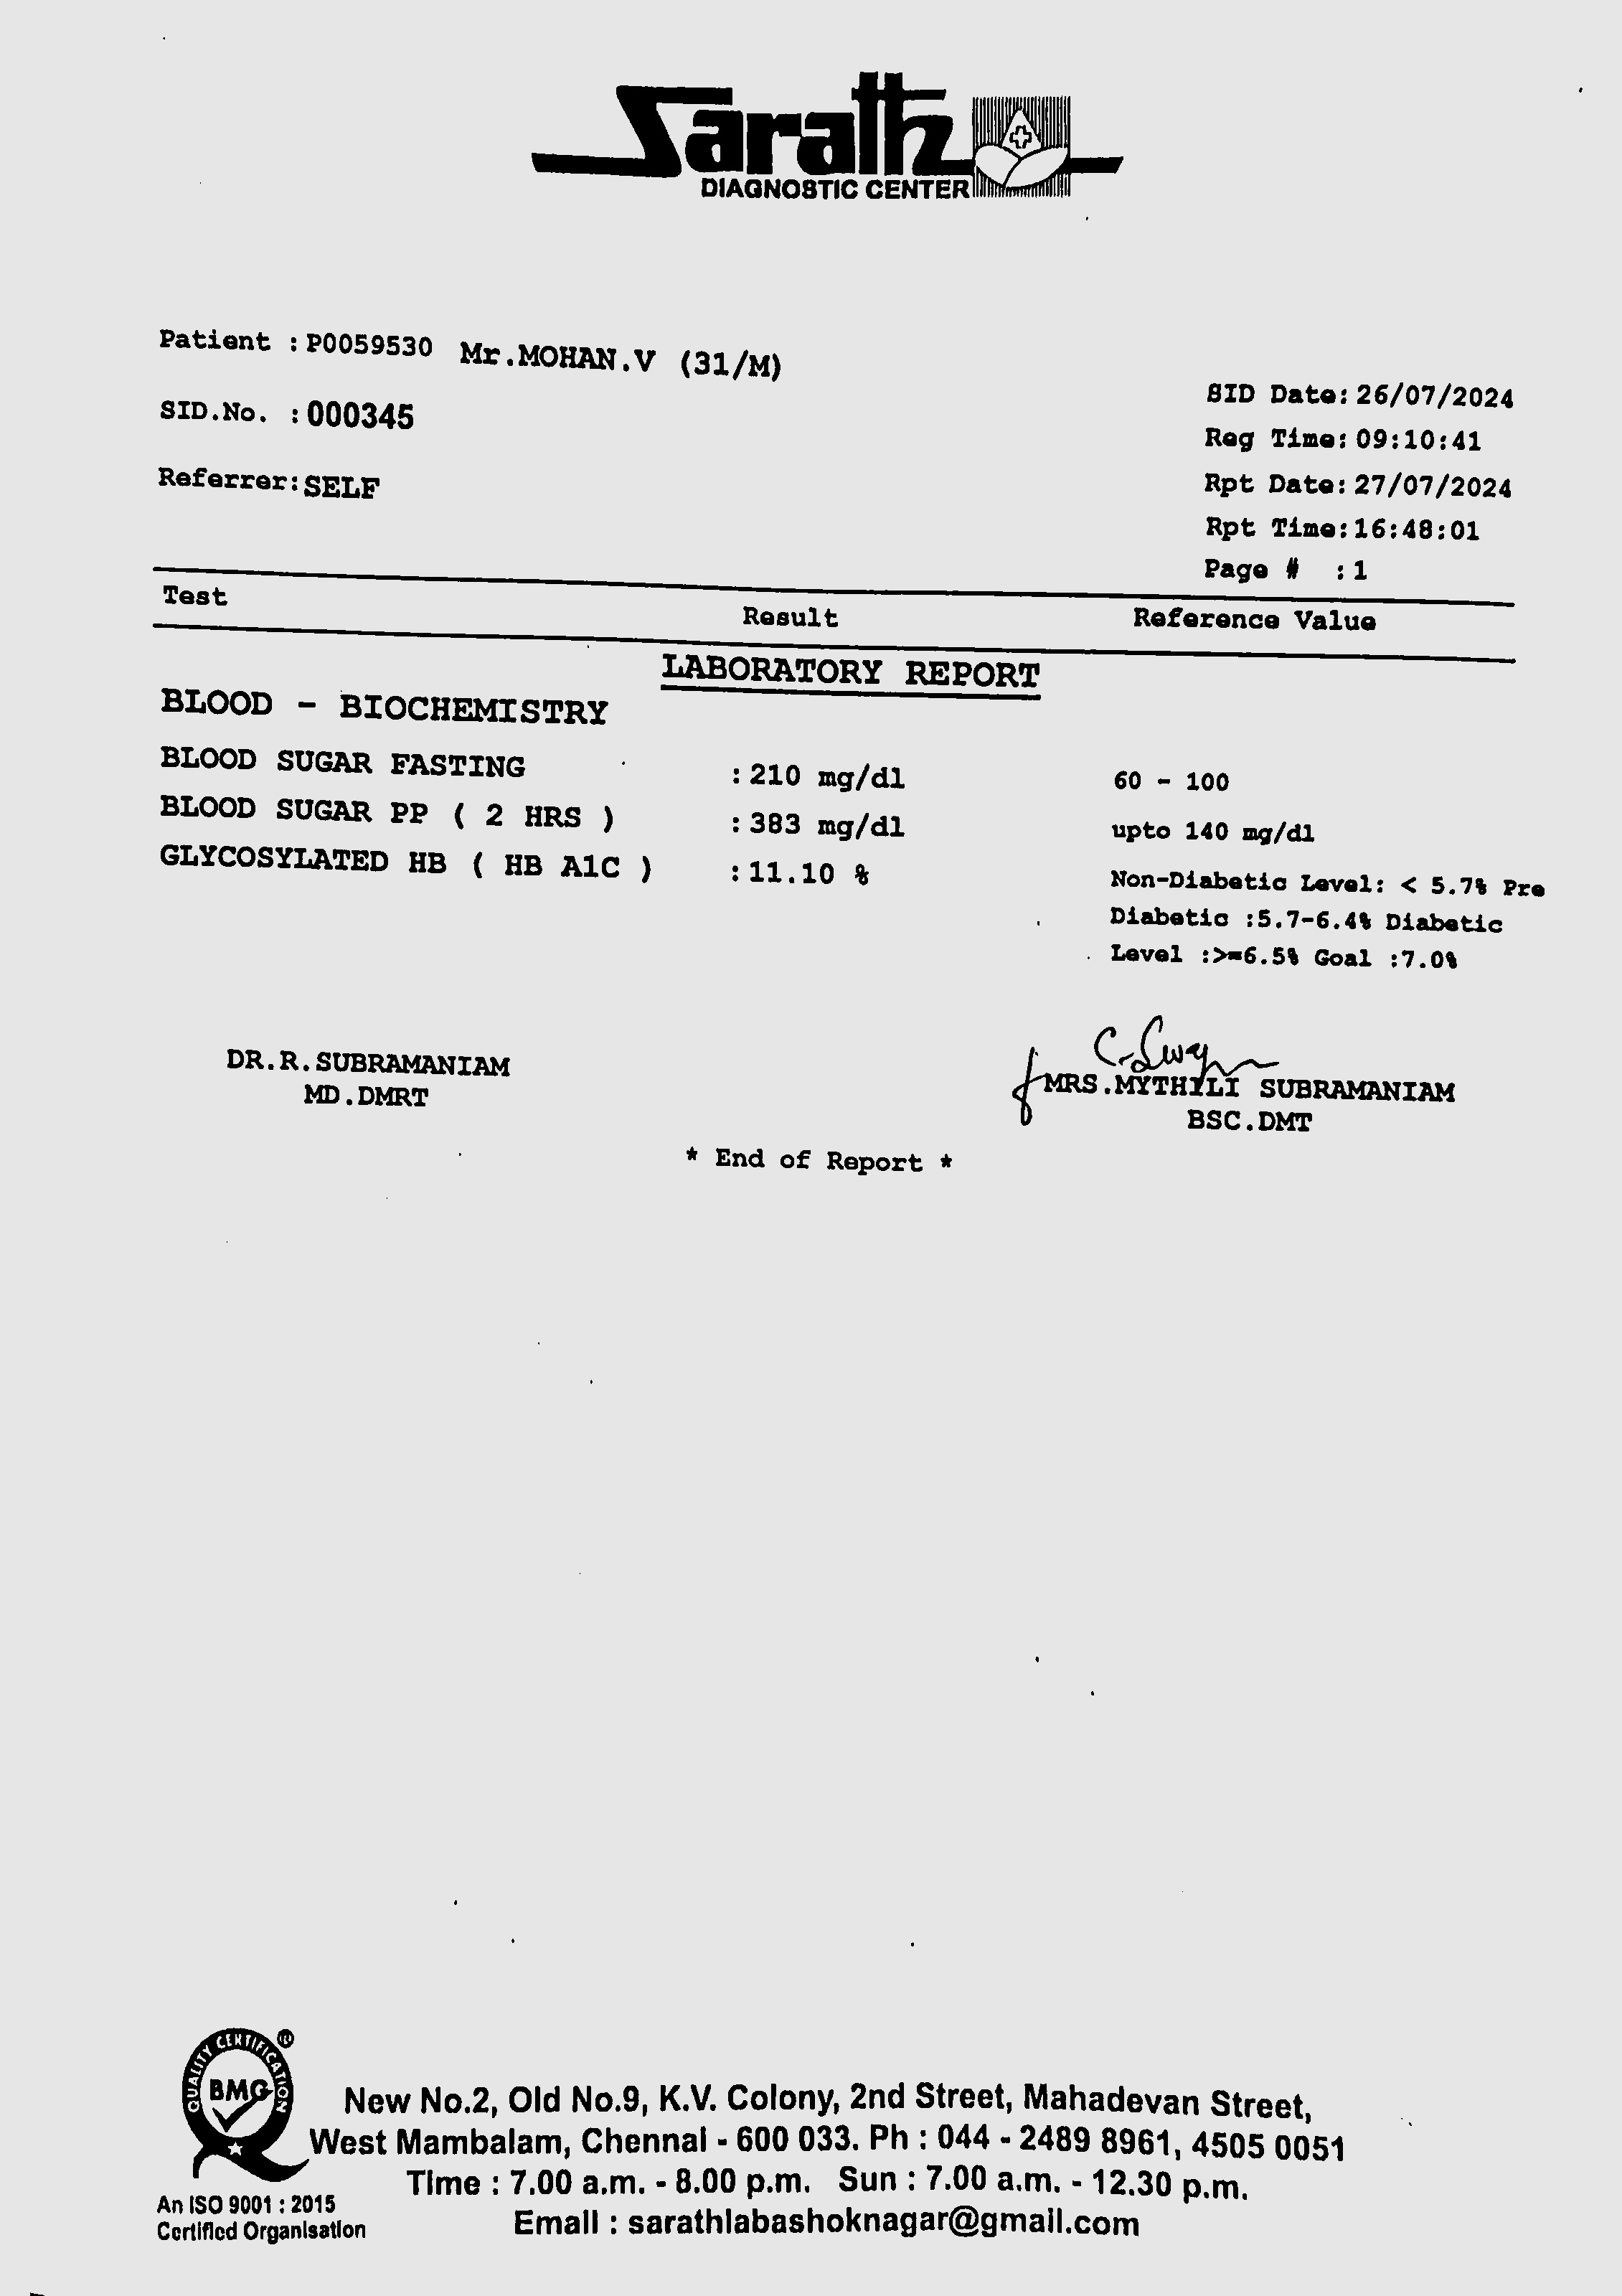 Sarath
DIAGNOSTIC CENTER
Patient : P0059530 Mr.MOHAN.V (31/M)
SID.No. : 000345
Referrer: SELF
SID Date: 26/07/2024
Reg Time: 09:10:41
Rpt Date: 27/07/2024
Rpt Time: 16:48:01
Page # : 1
Test Result Reference Value
LABORATORY REPORT
BLOOD - BIOCHEMISTRY
BLOOD SUGAR FASTING : 210 mg/dl 60 - 100
BLOOD SUGAR PP ( 2 HRS ) : 383 mg/dl upto 140 mg/dl
GLYCOSYLATED HB ( HB A1C ) : 11.10 % Non-Diabetic Level: < 5.7% Pre
Diabetic :5.7-6.4% Diabetic
Level :>=6.5% Goal :7.0%
DR.R.SUBRAMANIAM
MD.DMRT
MRS.MYTHILI SUBRAMANIAM
BSC.DMT
* End of Report *
QUALITY CERTIFICATION
BMG
An ISO 9001 : 2015
Certified Organisation
New No.2, Old No.9, K.V. Colony, 2nd Street, Mahadevan Street,
West Mambalam, Chennai - 600 033. Ph : 044 - 2489 8961, 4505 0051
Time : 7.00 a.m. - 8.00 p.m. Sun : 7.00 a.m. - 12.30 p.m.
Email : sarathlabashoknagar@gmail.com